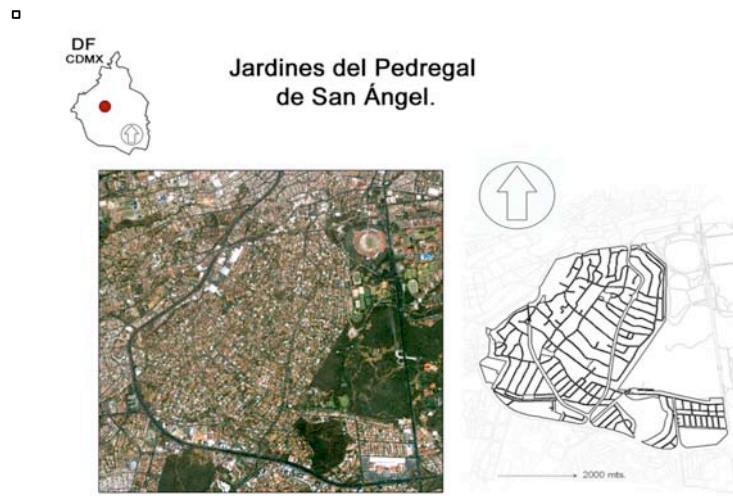 DF
CDMX
Jardines del Pedregal
de San Ángel.
2000 mts.